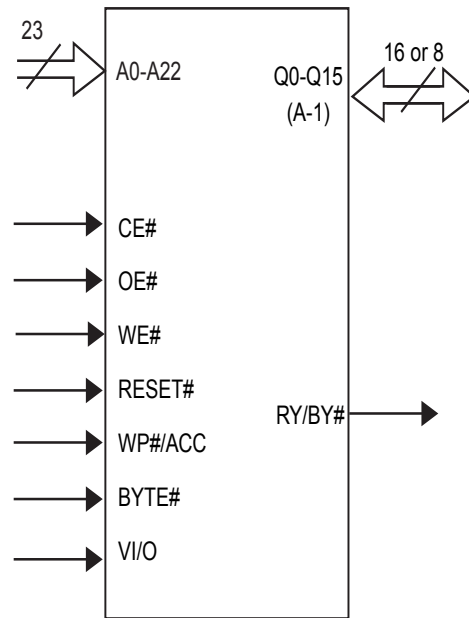 23
16 or 8
A0-A22
Q0-Q15
(A-1)
CE#
OE#
WE#
RESET#
RY/BY#
WP#/ACC
BYTE#
VI/O